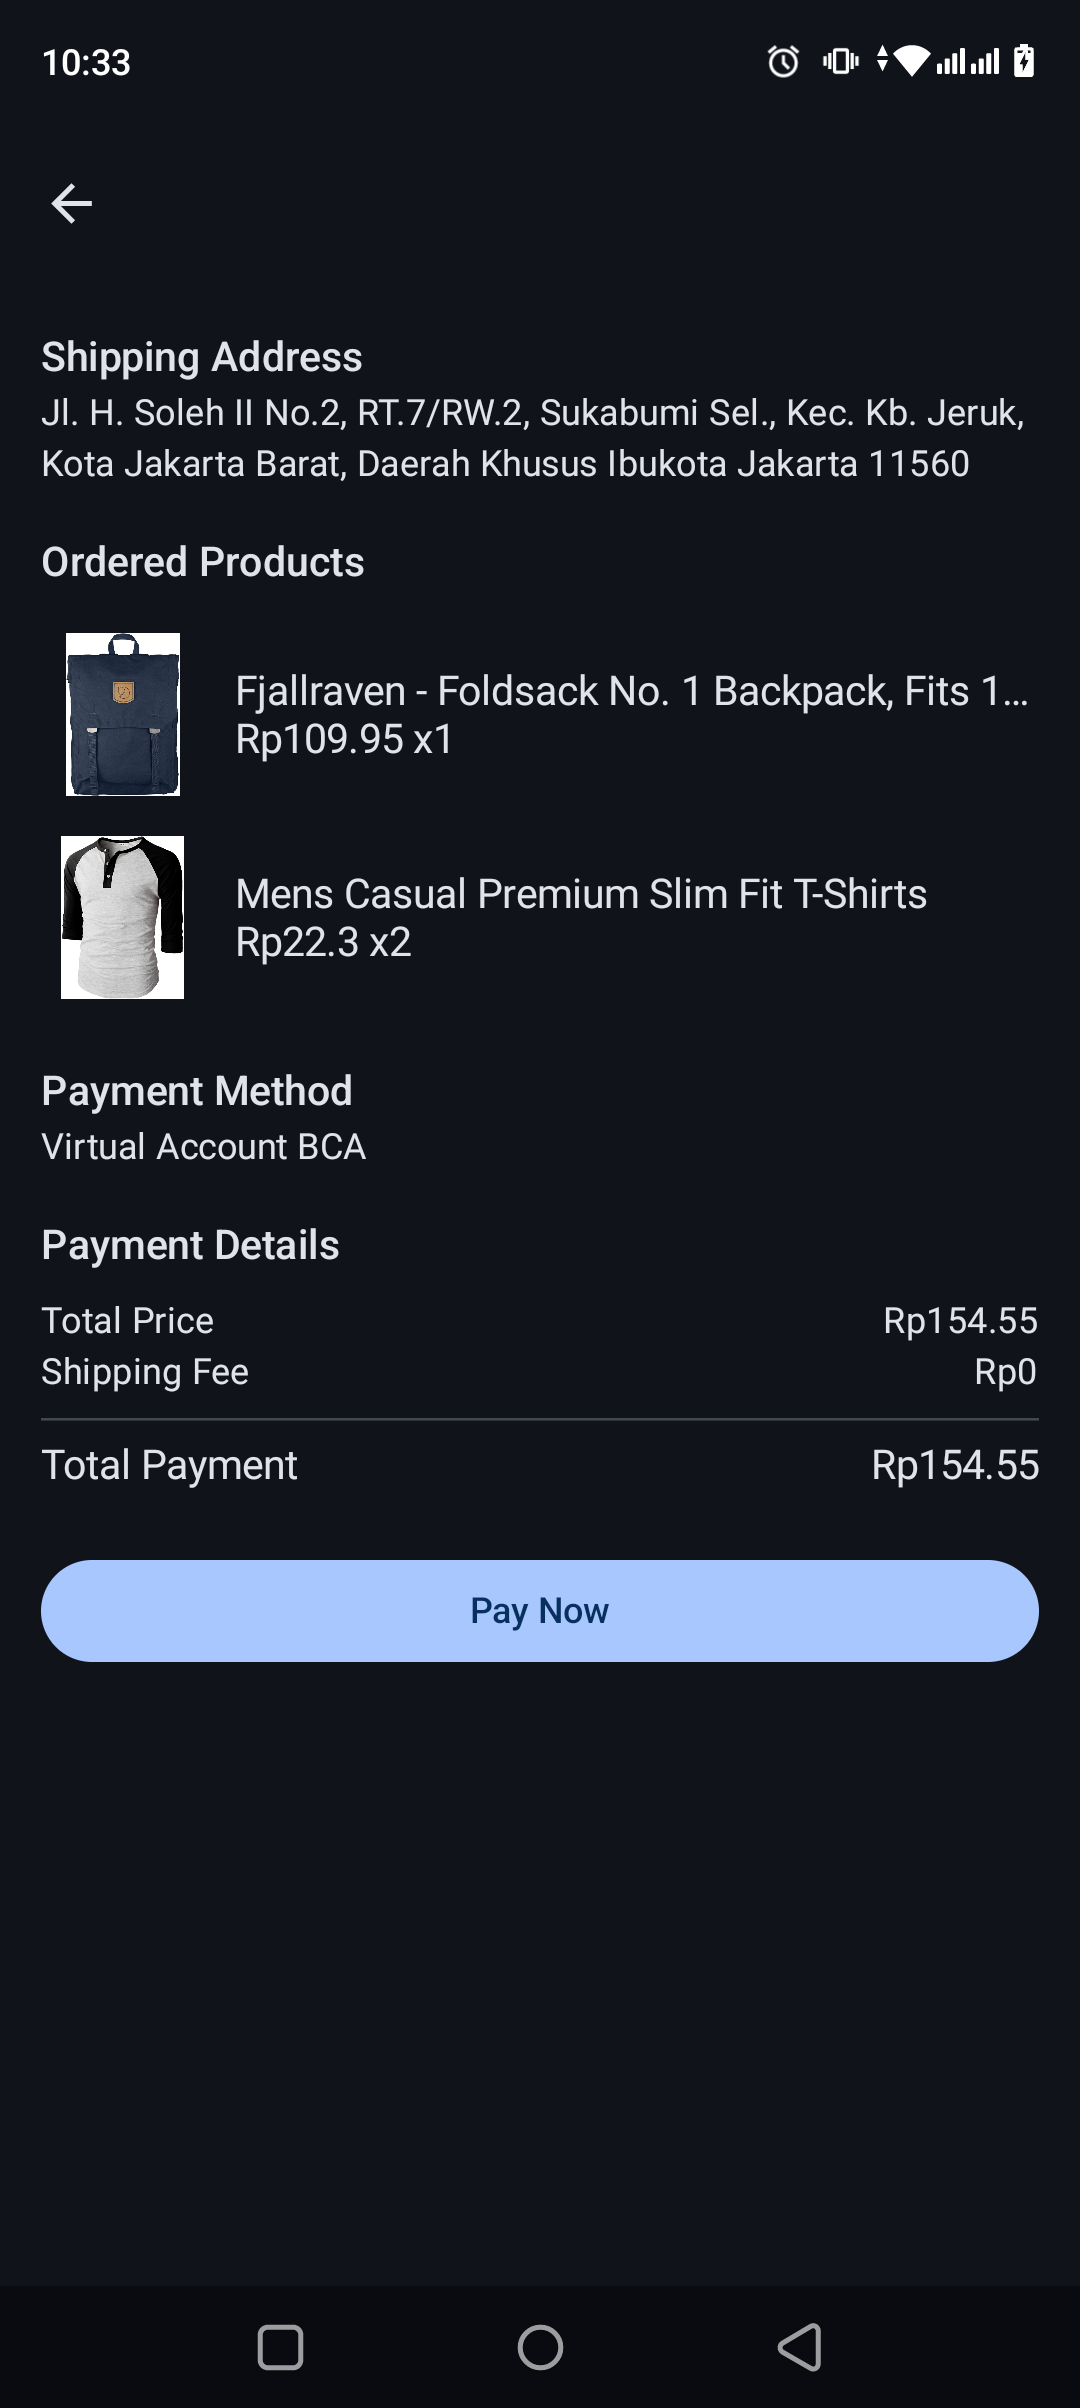 10:33
Shipping Address
Jl. H. Soleh II No.2, RT.7/RW.2, Sukabumi Sel., Kec. Kb. Jeruk,
Kota Jakarta Barat, Daerah Khusus Ibukota Jakarta 11560
Ordered Products
Fjallraven - Foldsack No. 1 Backpack, Fits 1…
Rp109.95 x1
Mens Casual Premium Slim Fit T-Shirts
Rp22.3 x2
Payment Method
Virtual Account BCA
Payment Details
Total Price Rp154.55
Shipping Fee Rp0
Total Payment Rp154.55
Pay Now